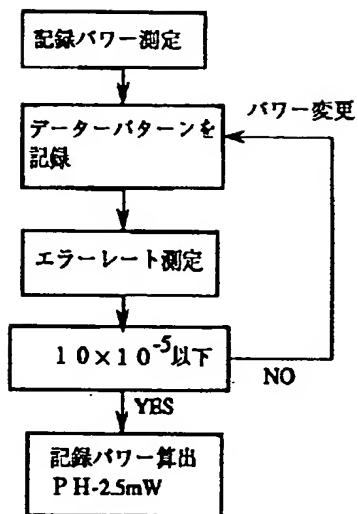 記録パワー測定
パワー変更
データーパターンを
記録
エラーレート測定
10×10⁻⁵以下
NO
YES
記録パワー算出
PH-2.5mW